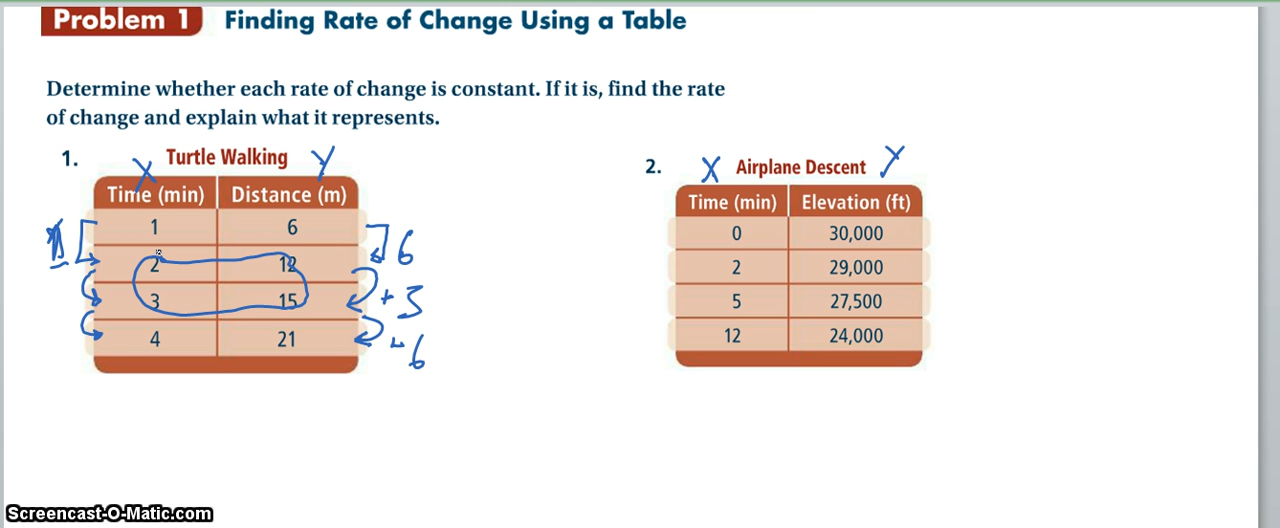 Problem 1 Finding Rate of Change Using a Table
Determine whether each rate of change is constant. If it is, find the rate
of change and explain what it represents.
1. X Turtle Walking Y
Time (min) Distance (m)
1 6
2 12
3 15
4 21
6
+3
+6
2. X Airplane Descent Y
Time (min) Elevation (ft)
0 30,000
2 29,000
5 27,500
12 24,000
Screencast-O-Matic.com